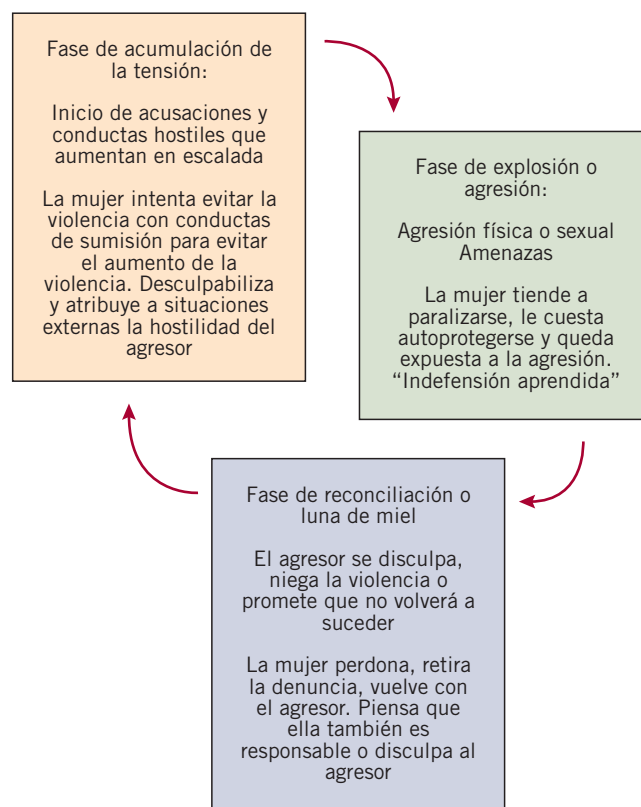 Fase de acumulación de
la tensión:
Inicio de acusaciones y
conductas hostiles que
aumentan en escalada
La mujer intenta evitar la
violencia con conductas
de sumisión para evitar
el aumento de la
violencia. Desculpabiliza
y atribuye a situaciones
externas la hostilidad del
agresor
Fase de explosión o
agresión:
Agresión física o sexual
Amenazas
La mujer tiende a
paralizarse, le cuesta
autoprotegerse y queda
expuesta a la agresión.
“Indefensión aprendida”
Fase de reconciliación o
luna de miel
El agresor se disculpa,
niega la violencia o
promete que no volverá a
suceder
La mujer perdona, retira
la denuncia, vuelve con
el agresor. Piensa que
ella también es
responsable o disculpa al
agresor